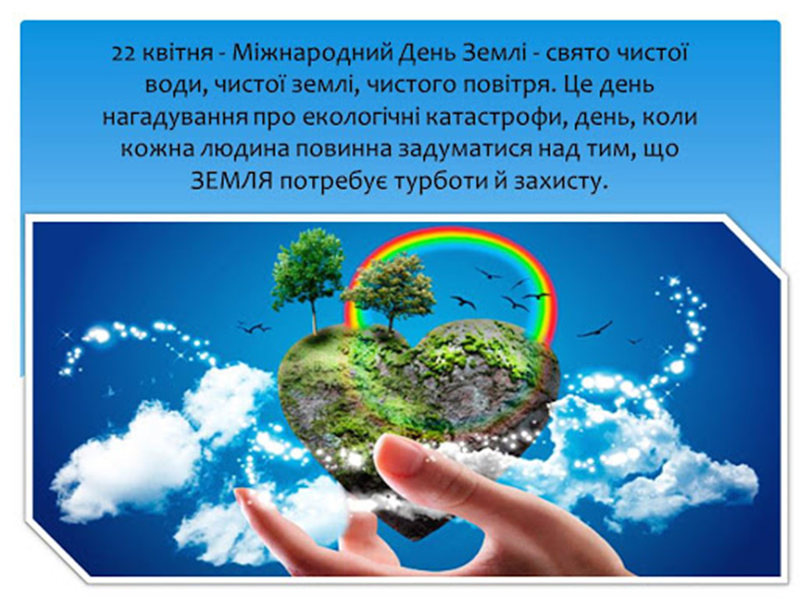 22 квітня - Міжнародний День Землі - свято чистої
води, чистої землі, чистого повітря. Це день
нагадування про екологічні катастрофи, день, коли
кожна людина повинна задуматися над тим, що
ЗЕМЛЯ потребує турботи й захисту.